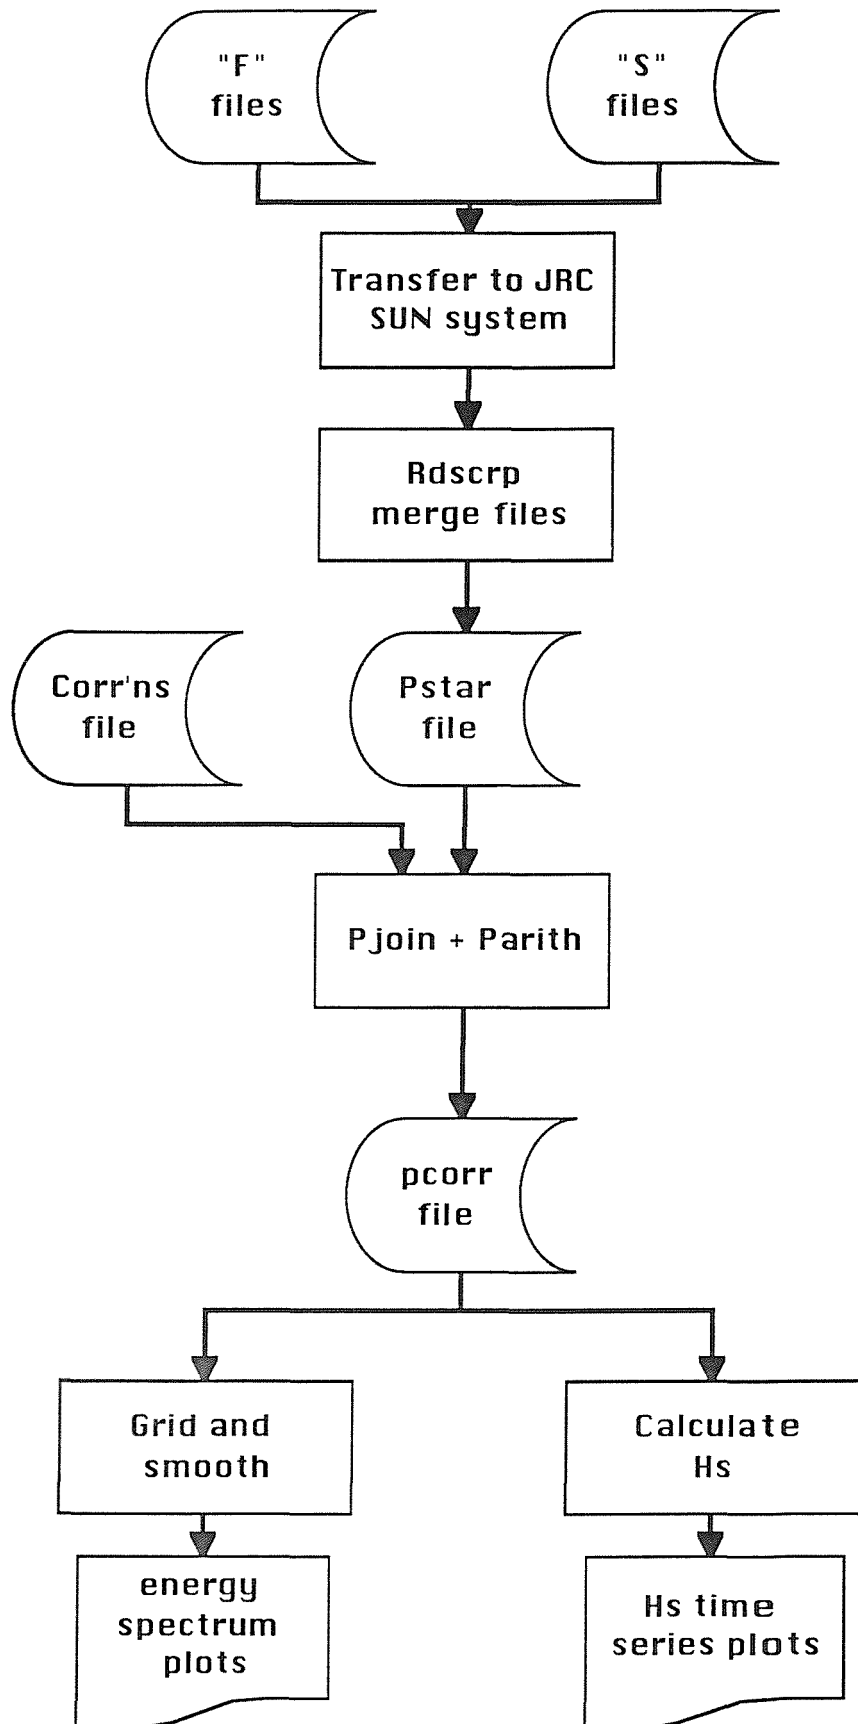 "F"
files
"S"
files
Transfer to JRC
SUN system
Rdscrp
merge files
Corr'ns
file
Pstar
file
Pjoin + Parith
pcorr
file
Grid and
smooth
Calculate
Hs
energy
spectrum
plots
Hs time
series plots